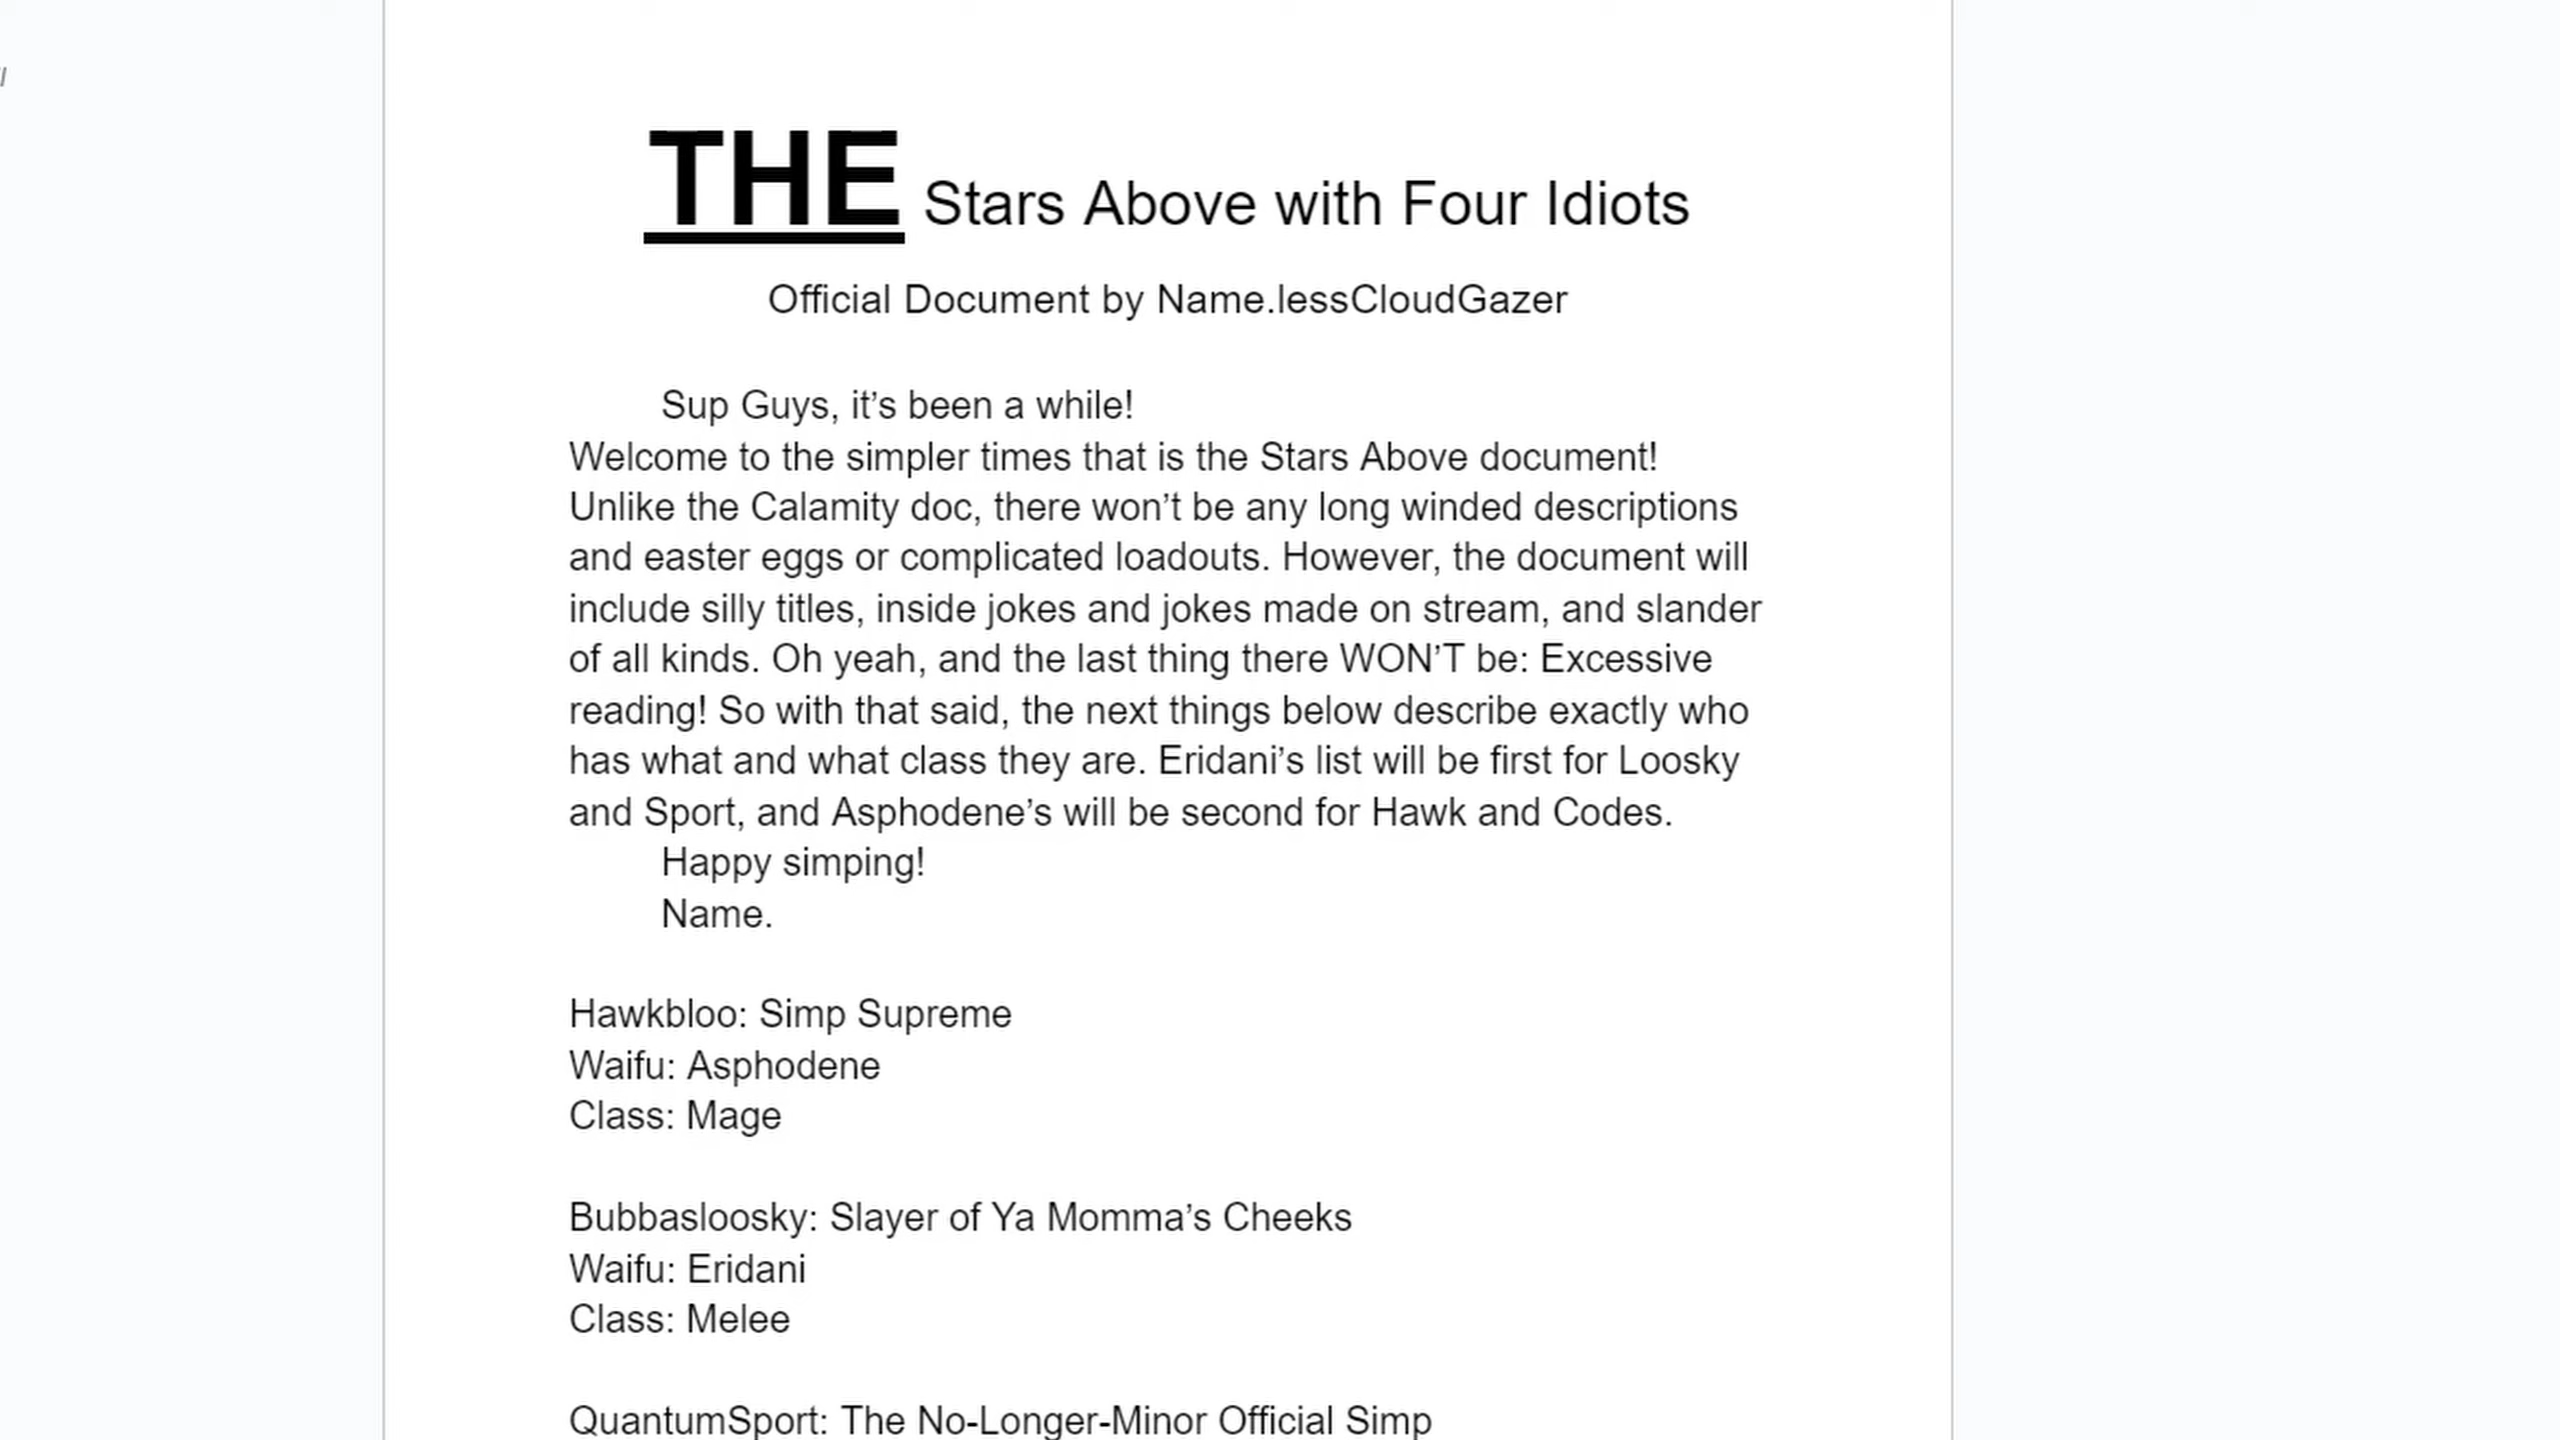 THE Stars Above with Four Idiots
Official Document by Name.lessCloudGazer
Sup Guys, it’s been a while!
Welcome to the simpler times that is the Stars Above document!
Unlike the Calamity doc, there won’t be any long winded descriptions
and easter eggs or complicated loadouts. However, the document will
include silly titles, inside jokes and jokes made on stream, and slander
of all kinds. Oh yeah, and the last thing there WON’T be: Excessive
reading! So with that said, the next things below describe exactly who
has what and what class they are. Eridani’s list will be first for Loosky
and Sport, and Asphodene’s will be second for Hawk and Codes.
Happy simping!
Name.
Hawkbloo: Simp Supreme
Waifu: Asphodene
Class: Mage
Bubbasloosky: Slayer of Ya Momma’s Cheeks
Waifu: Eridani
Class: Melee
QuantumSport: The No-Longer-Minor Official Simp